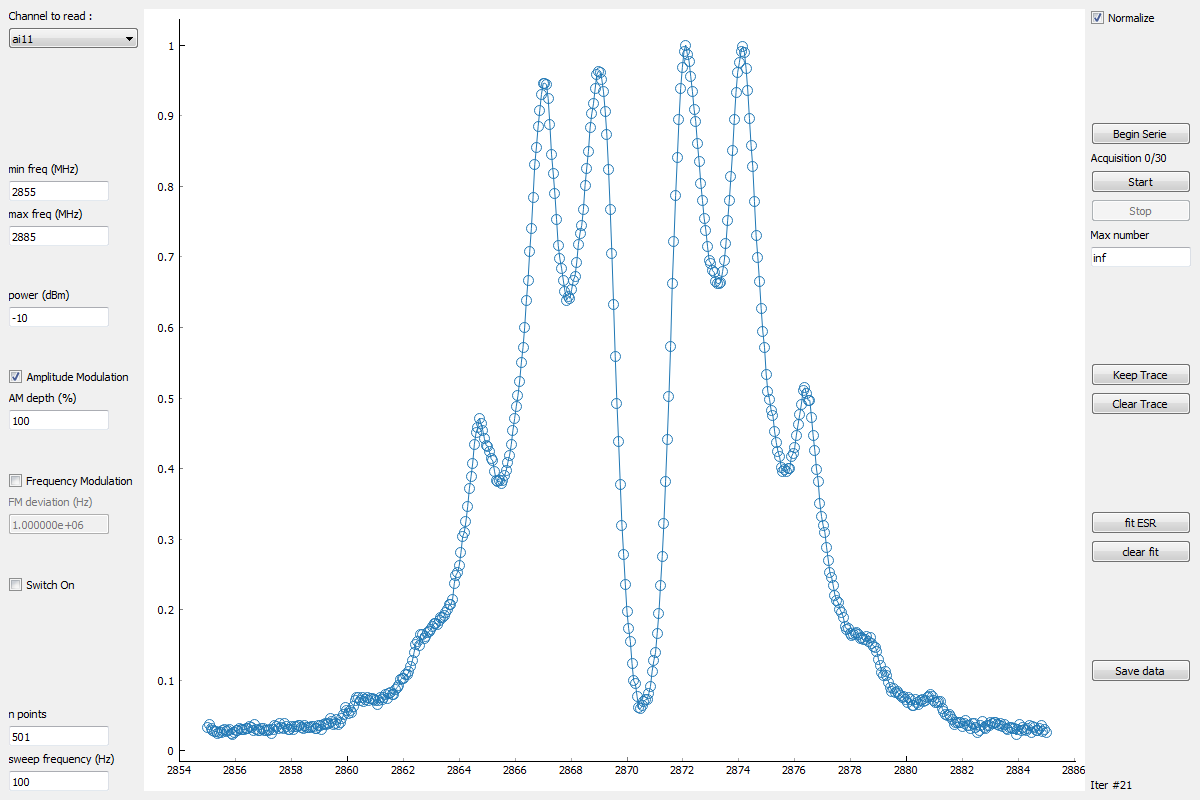 Channel to read :
ai11
min freq (MHz)
2855
max freq (MHz)
2885
power (dBm)
-10
Amplitude Modulation
AM depth (%)
100
Frequency Modulation
FM deviation (Hz)
1.000000e+06
Switch On
n points
501
sweep frequency (Hz)
100
1
0.9
0.8
0.7
0.6
0.5
0.4
0.3
0.2
0.1
0
2854 2856 2858 2860 2862 2864 2866 2868 2870 2872 2874 2876 2878 2880 2882 2884 2886
Normalize
Begin Serie
Acquisition 0/30
Start
Stop
Max number
inf
Keep Trace
Clear Trace
fit ESR
clear fit
Save data
Iter #21